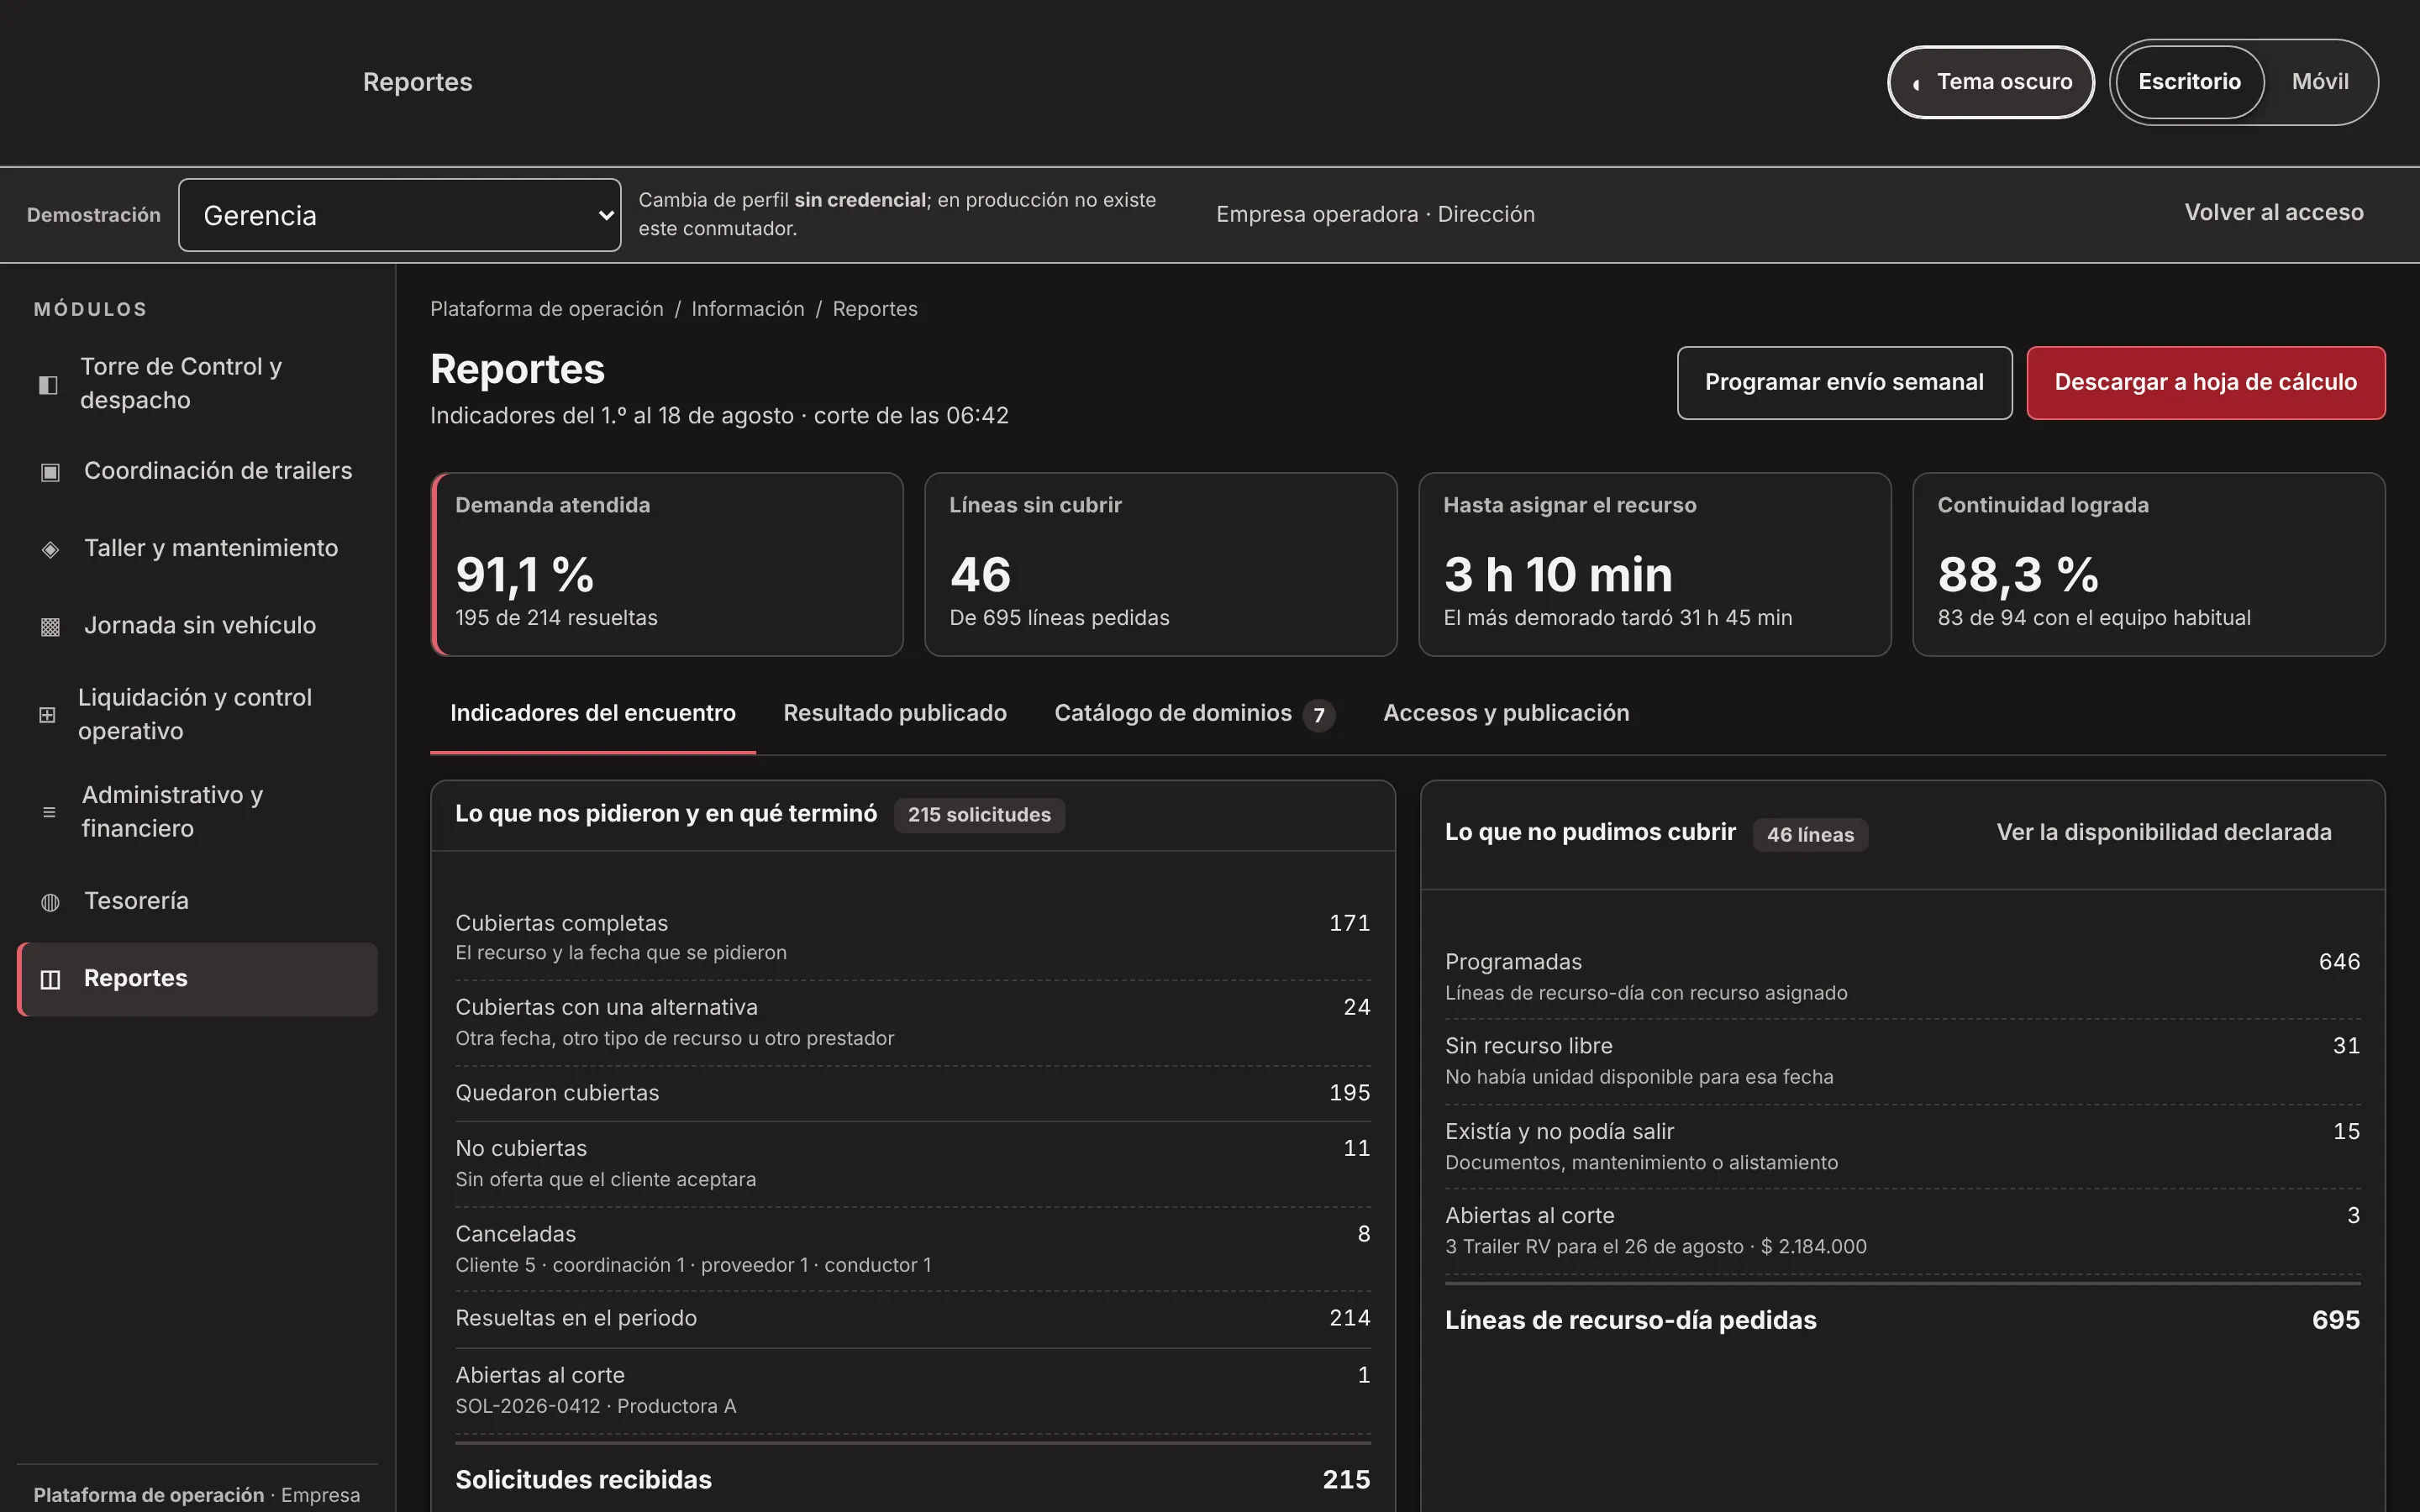 Reportes
Tema oscuro
Escritorio
Móvil
Demostración
Gerencia
Cambia de perfil sin credencial; en producción no existe
este conmutador.
Empresa operadora · Dirección
Volver al acceso
MÓDULOS
Torre de Control y
despacho
Coordinación de trailers
Taller y mantenimiento
Jornada sin vehículo
Liquidación y control
operativo
Administrativo y
financiero
Tesorería
Reportes
Plataforma de operación · Empresa
Plataforma de operación / Información / Reportes
Reportes
Indicadores del 1.º al 18 de agosto · corte de las 06:42
Programar envío semanal
Descargar a hoja de cálculo
Demanda atendida
91,1 %
195 de 214 resueltas
Líneas sin cubrir
46
De 695 líneas pedidas
Hasta asignar el recurso
3 h 10 min
El más demorado tardó 31 h 45 min
Continuidad lograda
88,3 %
83 de 94 con el equipo habitual
Indicadores del encuentro
Resultado publicado
Catálogo de dominios 7
Accesos y publicación
Lo que nos pidieron y en qué terminó 215 solicitudes
Cubiertas completas 171
El recurso y la fecha que se pidieron
Cubiertas con una alternativa 24
Otra fecha, otro tipo de recurso u otro prestador
Quedaron cubiertas 195
No cubiertas 11
Sin oferta que el cliente aceptara
Canceladas 8
Cliente 5 · coordinación 1 · proveedor 1 · conductor 1
Resueltas en el periodo 214
Abiertas al corte 1
SOL-2026-0412 · Productora A
Solicitudes recibidas 215
Lo que no pudimos cubrir 46 líneas
Ver la disponibilidad declarada
Programadas 646
Líneas de recurso-día con recurso asignado
Sin recurso libre 31
No había unidad disponible para esa fecha
Existía y no podía salir 15
Documentos, mantenimiento o alistamiento
Abiertas al corte 3
3 Trailer RV para el 26 de agosto · $ 2.184.000
Líneas de recurso-día pedidas 695